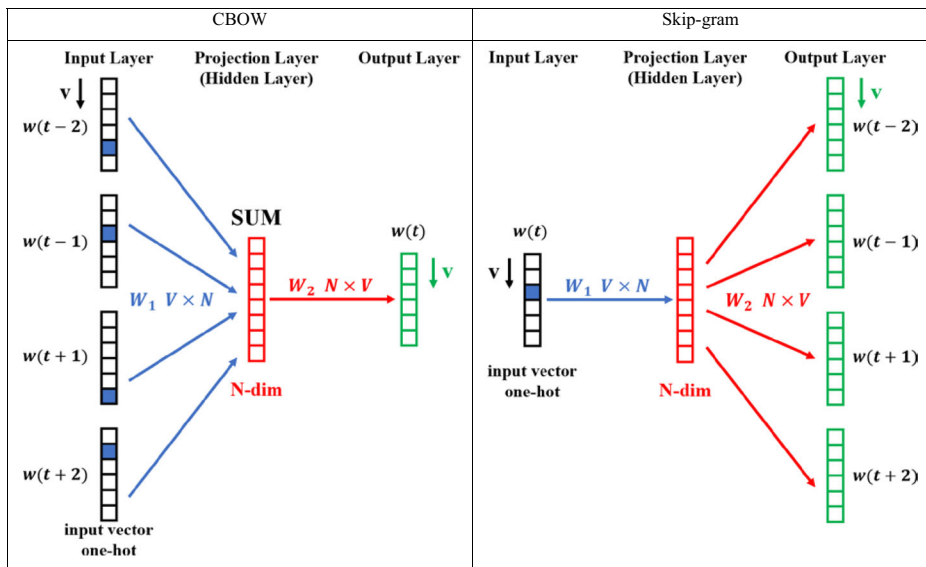 CBOW
Input Layer
Projection Layer
(Hidden Layer)
Output Layer
v
w(t − 2)
w(t − 1)
SUM
w(t)
v
W₁ V × N
W₂ N × V
w(t + 1)
N-dim
w(t + 2)
input vector
one-hot
Skip-gram
Input Layer
Projection Layer
(Hidden Layer)
Output Layer
v
w(t − 2)
w(t)
w(t − 1)
v
W₁ V × N
W₂ N × V
w(t + 1)
input vector
one-hot
N-dim
w(t + 2)